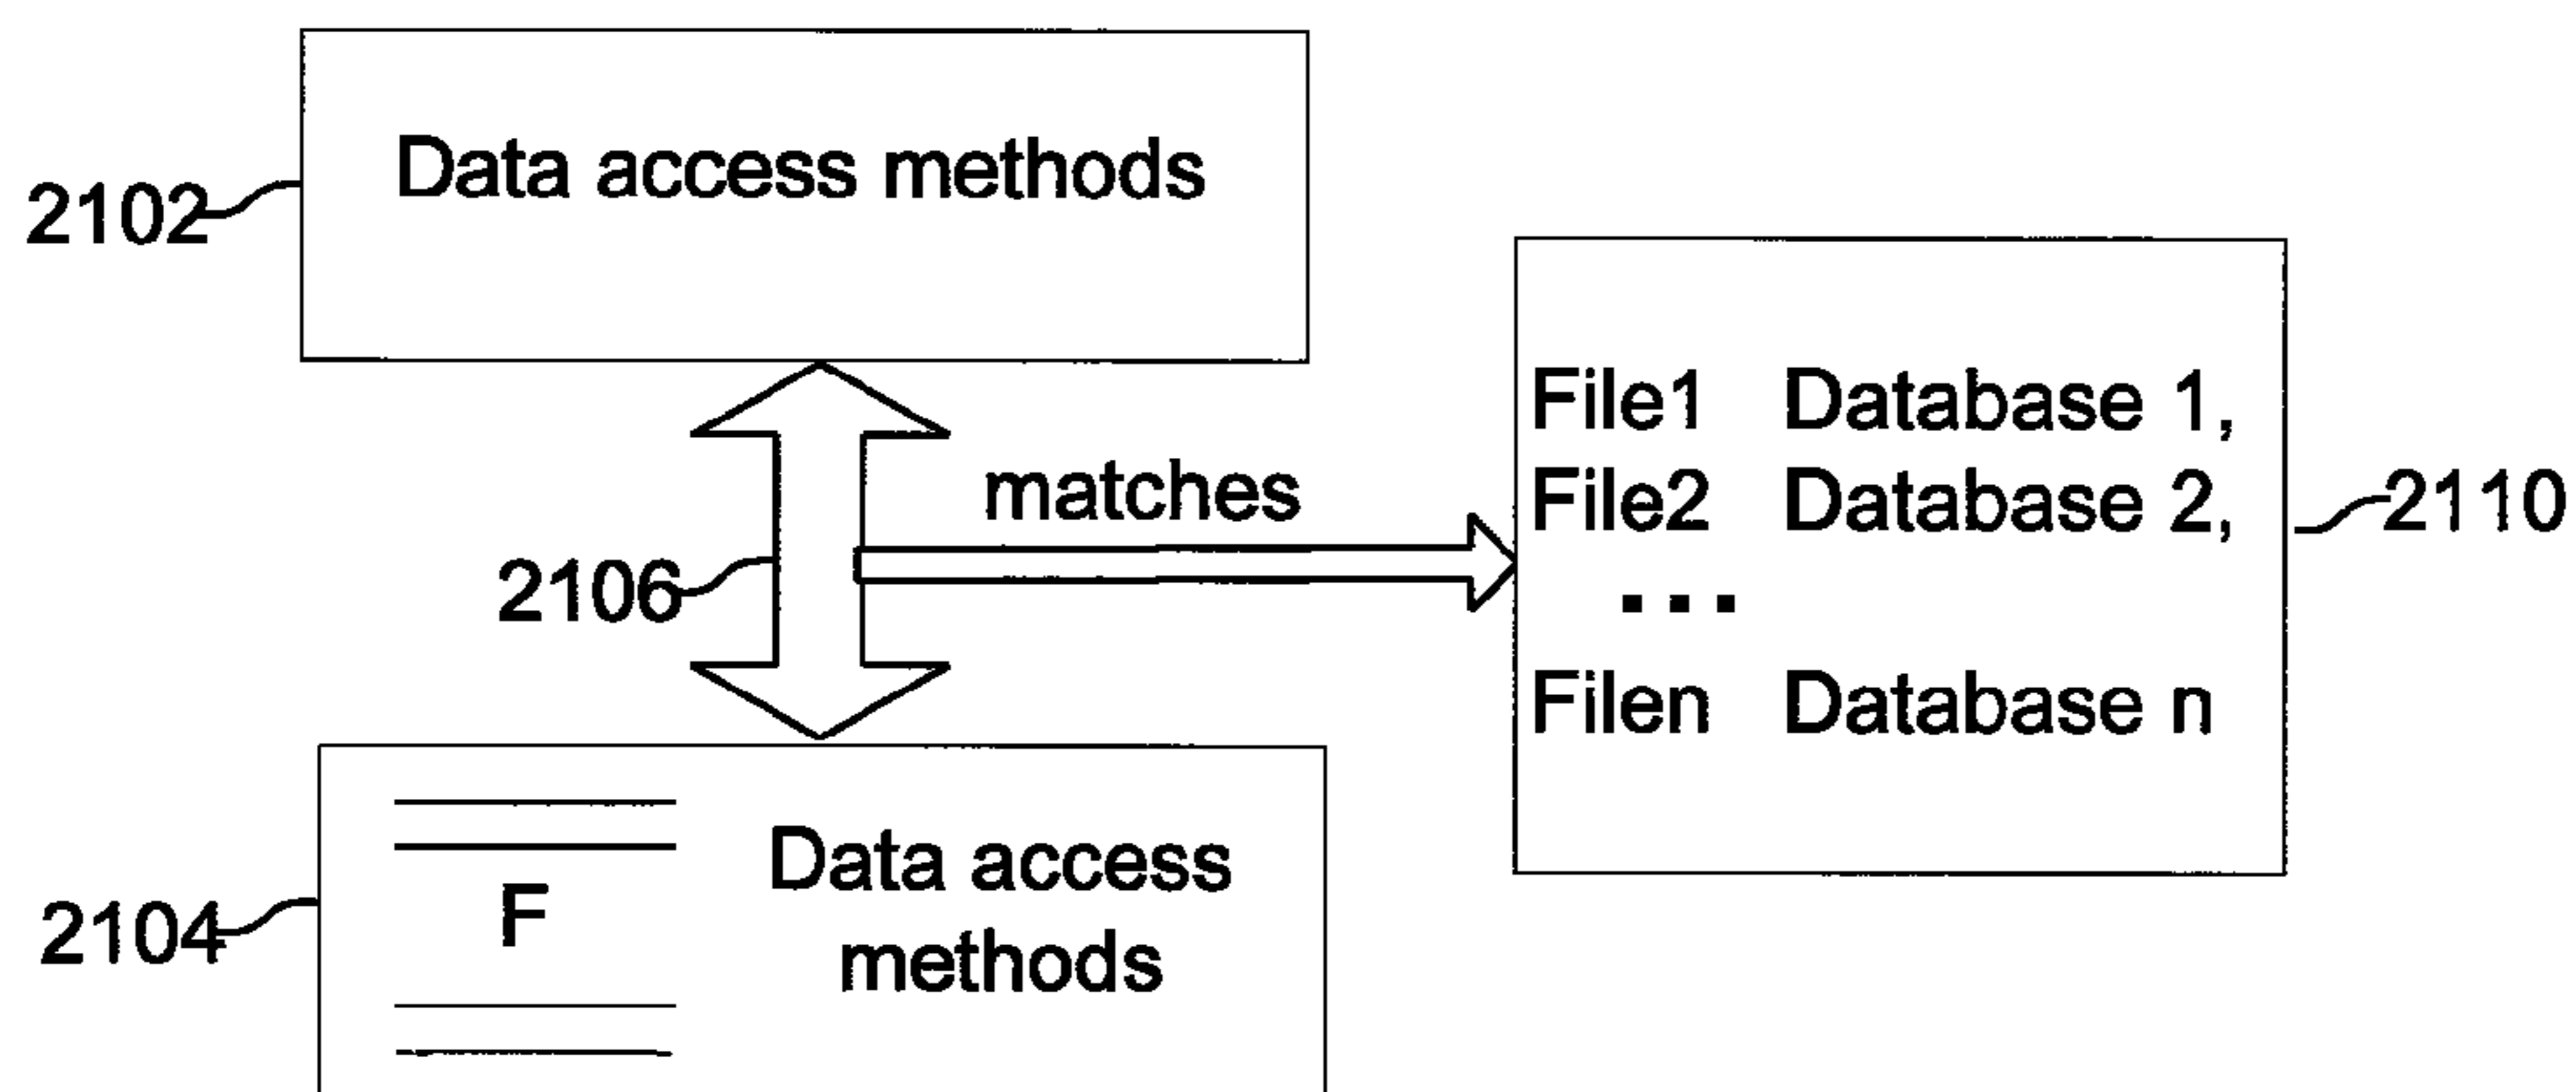 Data access methods
2102
File1 Database 1,
File2 Database 2,
...
Filen Database n
2110
matches
2106
F
Data access
methods
2104